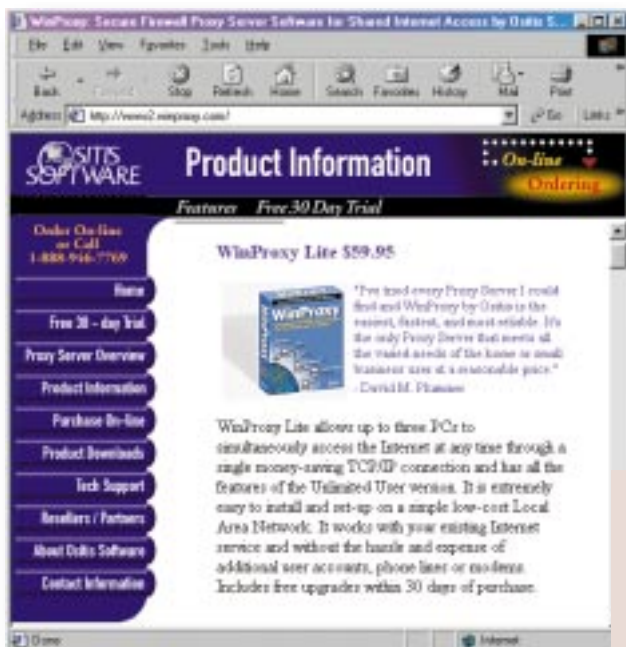 WinProxy: Secure Firewall Proxy Server Software for Shared Internet Access by Ositis S...
File Edit View Favorites Tools Help
Back Stop Refresh Home Search Favorites History Mail Print
Address http://www2.winproxy.com/ Go Links
OSITIS
SOFTWARE
Product Information
On-line
Ordering
Features Free 30 Day Trial
Order On-line
or Call
1-888-946-7769
Home
Free 30 - day Trial
Proxy Server Overview
Product Information
Purchase On-line
Product Downloads
Tech Support
Resellers / Partners
About Ositis Software
Contact Information
WinProxy Lite $59.95
WinProxy
"I've tried every Proxy Server I could
find and WinProxy by Ositis is the
easiest, fastest, and most reliable. It's
the only Proxy Server that meets all
the varied needs of the home or small
business user at a reasonable price."
- David M.
WinProxy Lite allows up to three PCs to
simultaneously access the Internet at any time through a
single money-saving TCP/IP connection and has all the
features of the Unlimited User version. It is extremely
easy to install and set-up on a simple low-cost Local
Area Network. It works with your existing Internet
service and without the hassle and expense of
additional user accounts, phone lines or modems.
Includes free upgrades within 30 days of purchase.
Done Internet